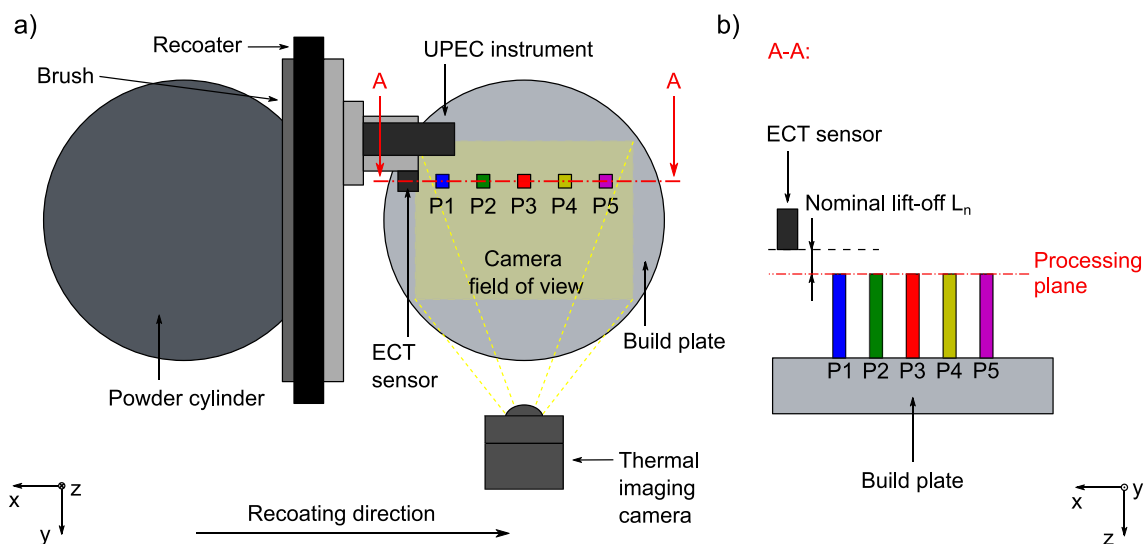 a)
Recoater
Brush
UPEC instrument
A
A
P1 P2 P3 P4 P5
Camera
field of view
ECT
sensor
Build plate
Powder cylinder
Thermal
imaging
camera
x
z
y
Recoating direction
b)
A-A:
ECT sensor
Nominal lift-off Ln
Processing
plane
P1 P2 P3 P4 P5
Build plate
x
y
z